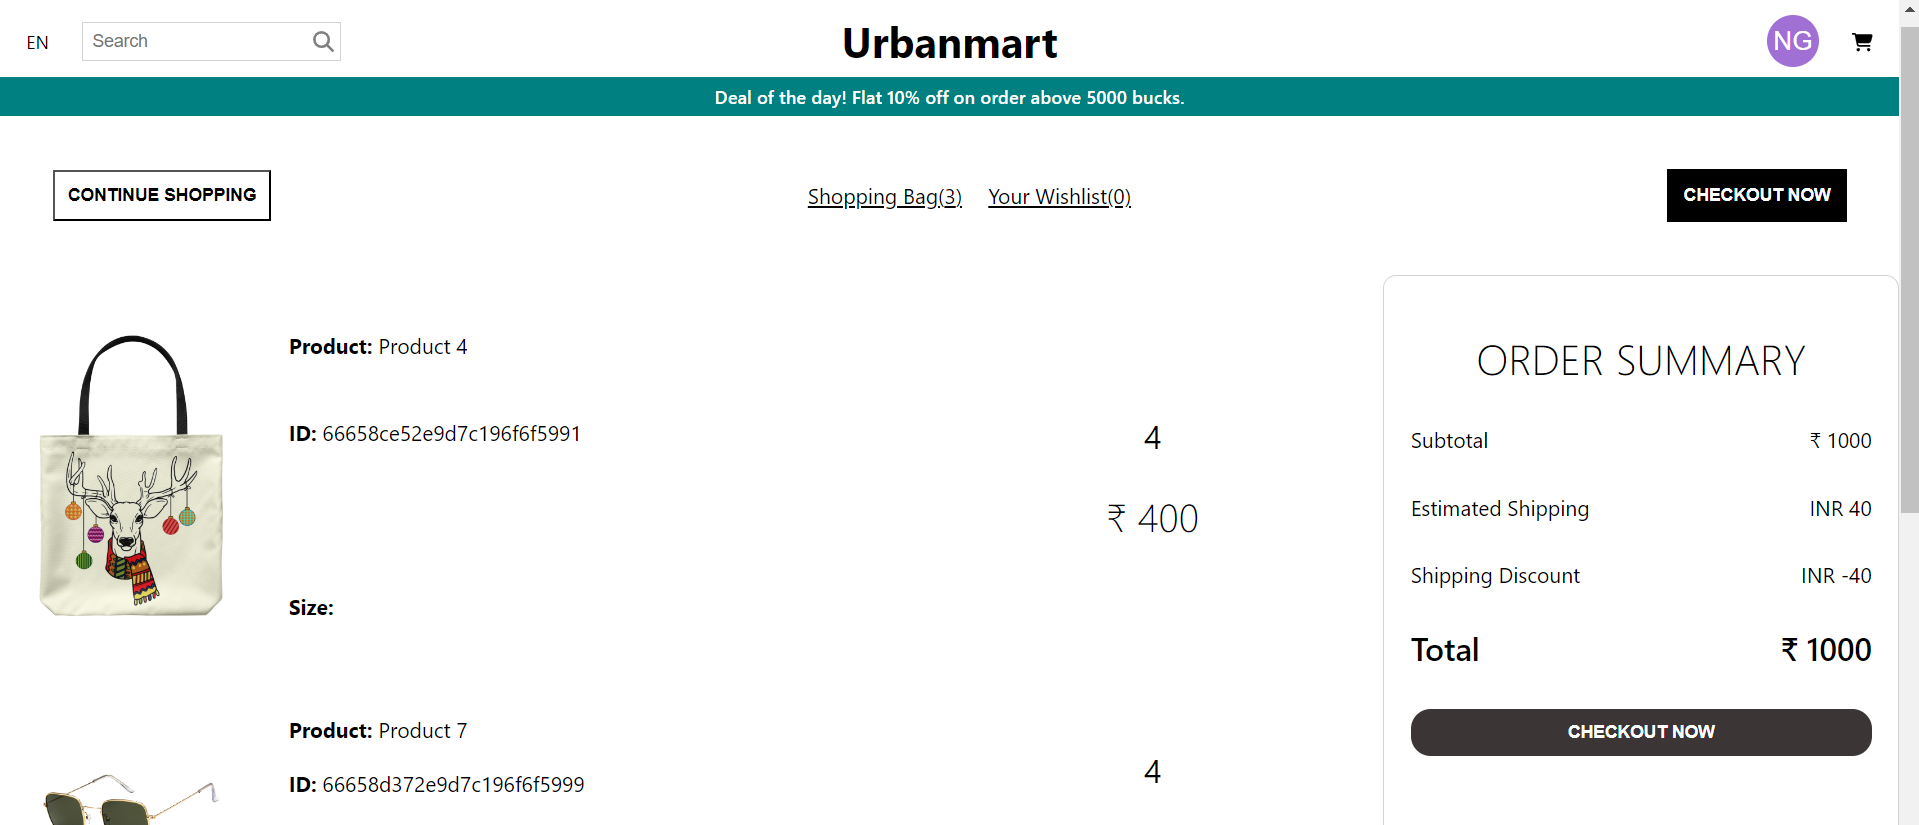 EN
Search
Urbanmart
NG
Deal of the day! Flat 10% off on order above 5000 bucks.
CONTINUE SHOPPING
Shopping Bag(3)
Your Wishlist(0)
CHECKOUT NOW
Product: Product 4
ID: 66658ce52e9d7c196f6f5991
Size:
4
₹ 400
Product: Product 7
ID: 66658d372e9d7c196f6f5999
4
ORDER SUMMARY
Subtotal ₹ 1000
Estimated Shipping INR 40
Shipping Discount INR -40
Total ₹ 1000
CHECKOUT NOW